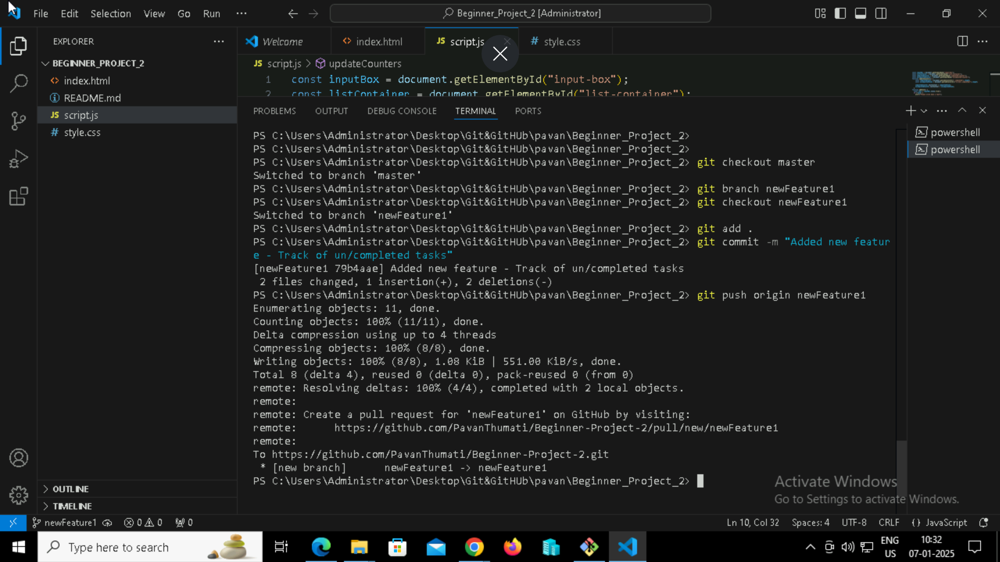 File Edit Selection View Go Run ··· Beginner_Project_2 [Administrator]
EXPLORER ···
Welcome
<> index.html
JS script.js
# style.css
BEGINNER_PROJECT_2
<> index.html
README.md
JS script.js
# style.css
JS script.js > updateCounters
1 const inputBox = document.getElementById("input-box");
2 const listContainer = document.getElementById("list-container");
PROBLEMS OUTPUT DEBUG CONSOLE TERMINAL PORTS
powershell
powershell
PS C:\Users\Administrator\Desktop\Git&GitHUb\pavan\Beginner_Project_2>
PS C:\Users\Administrator\Desktop\Git&GitHUb\pavan\Beginner_Project_2>
PS C:\Users\Administrator\Desktop\Git&GitHUb\pavan\Beginner_Project_2> git checkout master
Switched to branch 'master'
PS C:\Users\Administrator\Desktop\Git&GitHUb\pavan\Beginner_Project_2> git branch newFeature1
PS C:\Users\Administrator\Desktop\Git&GitHUb\pavan\Beginner_Project_2> git checkout newFeature1
Switched to branch 'newFeature1'
PS C:\Users\Administrator\Desktop\Git&GitHUb\pavan\Beginner_Project_2> git add .
PS C:\Users\Administrator\Desktop\Git&GitHUb\pavan\Beginner_Project_2> git commit -m "Added new featur
e - Track of un/completed tasks"
[newFeature1 79b4aae] Added new feature - Track of un/completed tasks
2 files changed, 1 insertion(+), 2 deletions(-)
PS C:\Users\Administrator\Desktop\Git&GitHUb\pavan\Beginner_Project_2> git push origin newFeature1
Enumerating objects: 11, done.
Counting objects: 100% (11/11), done.
Delta compression using up to 4 threads
Compressing objects: 100% (8/8), done.
Writing objects: 100% (8/8), 1.08 KiB | 551.00 KiB/s, done.
Total 8 (delta 4), reused 0 (delta 0), pack-reused 0 (from 0)
remote: Resolving deltas: 100% (4/4), completed with 2 local objects.
remote:
remote: Create a pull request for 'newFeature1' on GitHub by visiting:
remote:      https://github.com/PavanThumati/Beginner-Project-2/pull/new/newFeature1
remote:
To https://github.com/PavanThumati/Beginner-Project-2.git
* [new branch]      newFeature1 -> newFeature1
PS C:\Users\Administrator\Desktop\Git&GitHUb\pavan\Beginner_Project_2>
OUTLINE
TIMELINE
Activate Windows
Go to Settings to activate Windows.
newFeature1 0 0 0 Ln 10, Col 32 Spaces: 4 UTF-8 CRLF {} JavaScript
Type here to search
ENG
US
10:32
07-01-2025